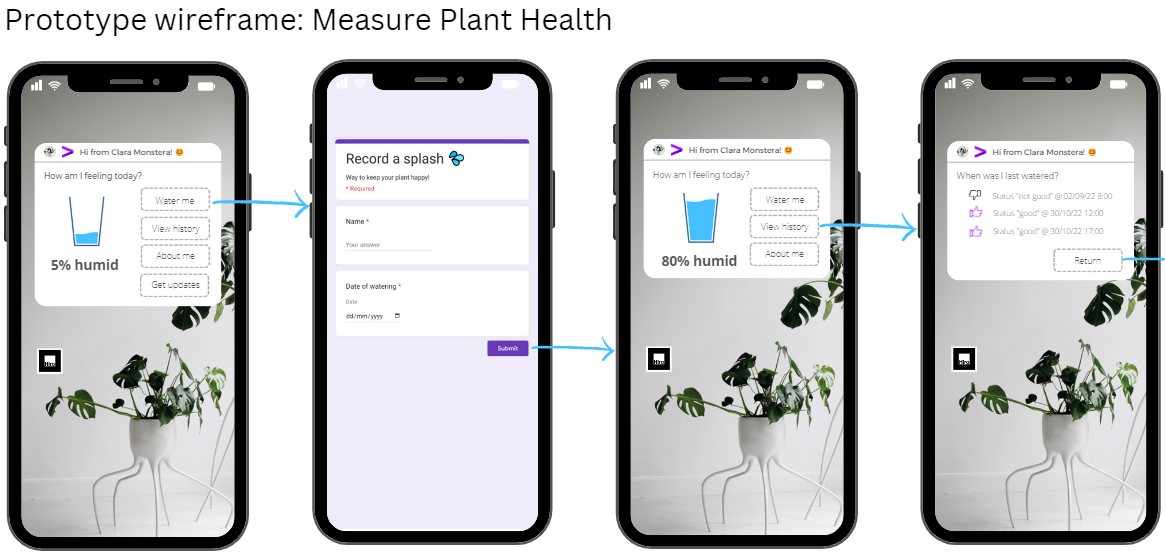 Prototype wireframe: Measure Plant Health
Hi from Clara Monstera!
How am I feeling today?
Water me
View history
About me
Get updates
5% humid
Record a splash
Way to keep your plant happy!
* Required
Name *
Your answer
Date of watering *
Date
dd/mm/yyyy
Submit
Hi from Clara Monstera!
How am I feeling today?
Water me
View history
About me
80% humid
Hi from Clara Monstera!
When was I last watered?
Status "not good" @ 02/09/22 8:00
Status "good" @ 30/10/22 12:00
Status "good" @ 30/10/22 17:00
Return